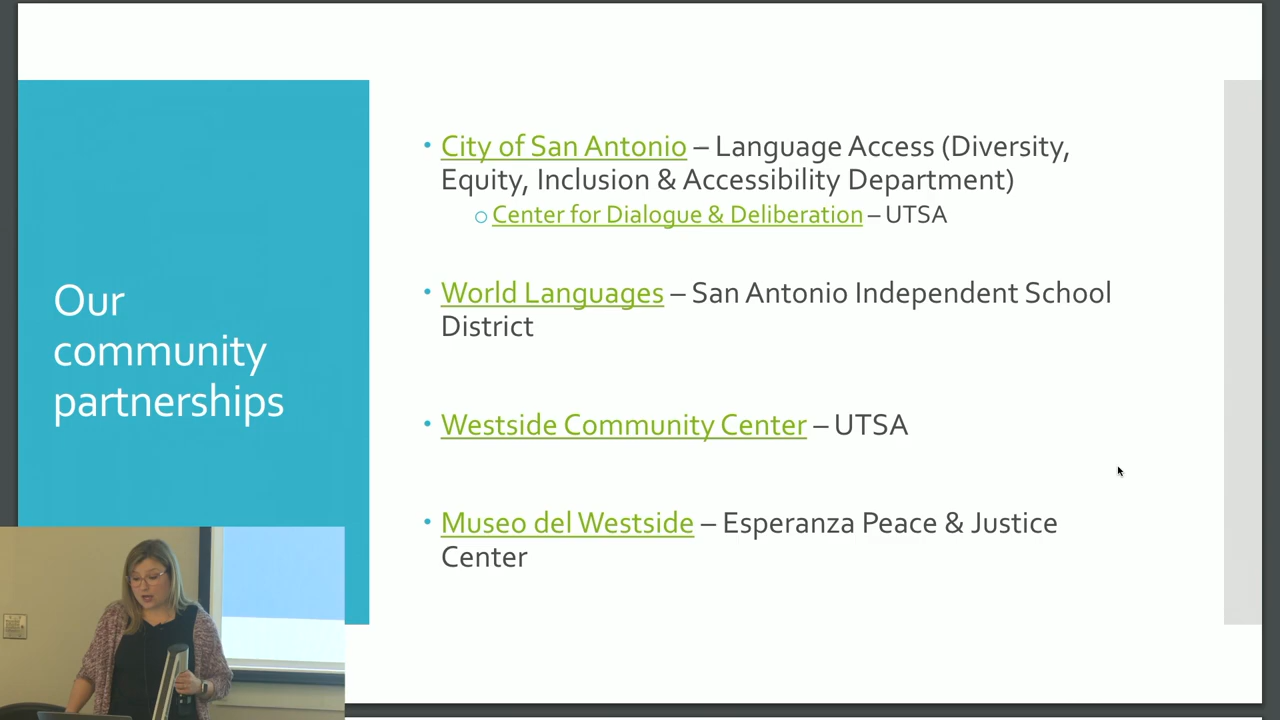 Our
community
partnerships
• City of San Antonio – Language Access (Diversity,
Equity, Inclusion & Accessibility Department)
○ Center for Dialogue & Deliberation – UTSA
• World Languages – San Antonio Independent School
District
• Westside Community Center – UTSA
• Museo del Westside – Esperanza Peace & Justice
Center